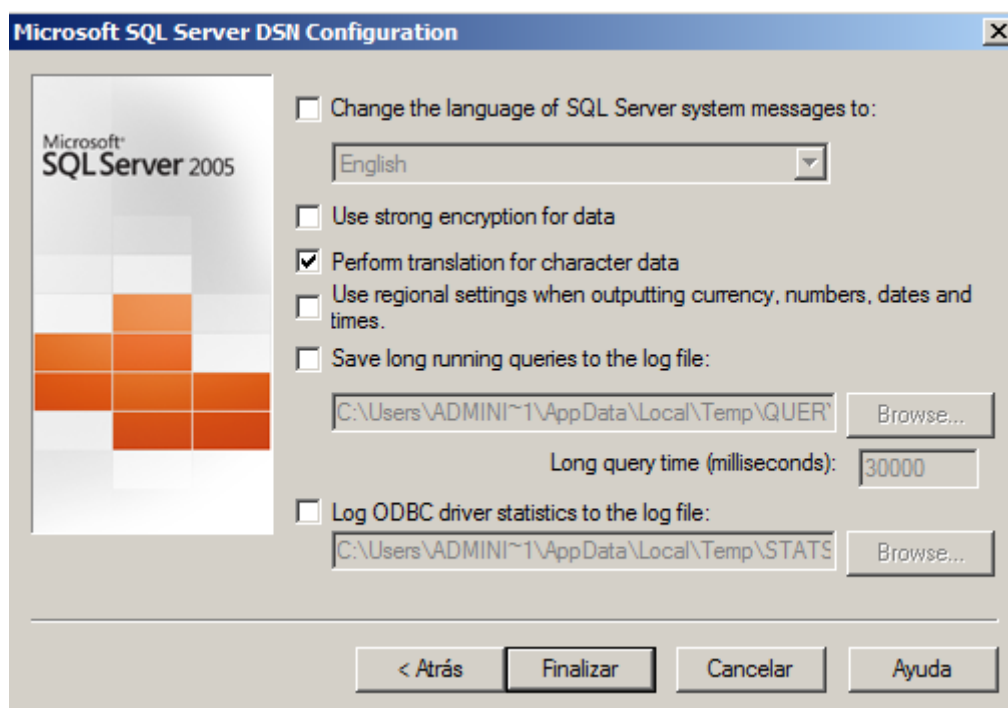 Microsoft SQL Server DSN Configuration
Microsoft
SQL Server 2005
Change the language of SQL Server system messages to:
English
Use strong encryption for data
Perform translation for character data
Use regional settings when outputting currency, numbers, dates and
times.
Save long running queries to the log file:
C:\Users\ADMINI~1\AppData\Local\Temp\QUERY
Browse...
Long query time (milliseconds):
30000
Log ODBC driver statistics to the log file:
C:\Users\ADMINI~1\AppData\Local\Temp\STATS
Browse...
< Atrás
Finalizar
Cancelar
Ayuda